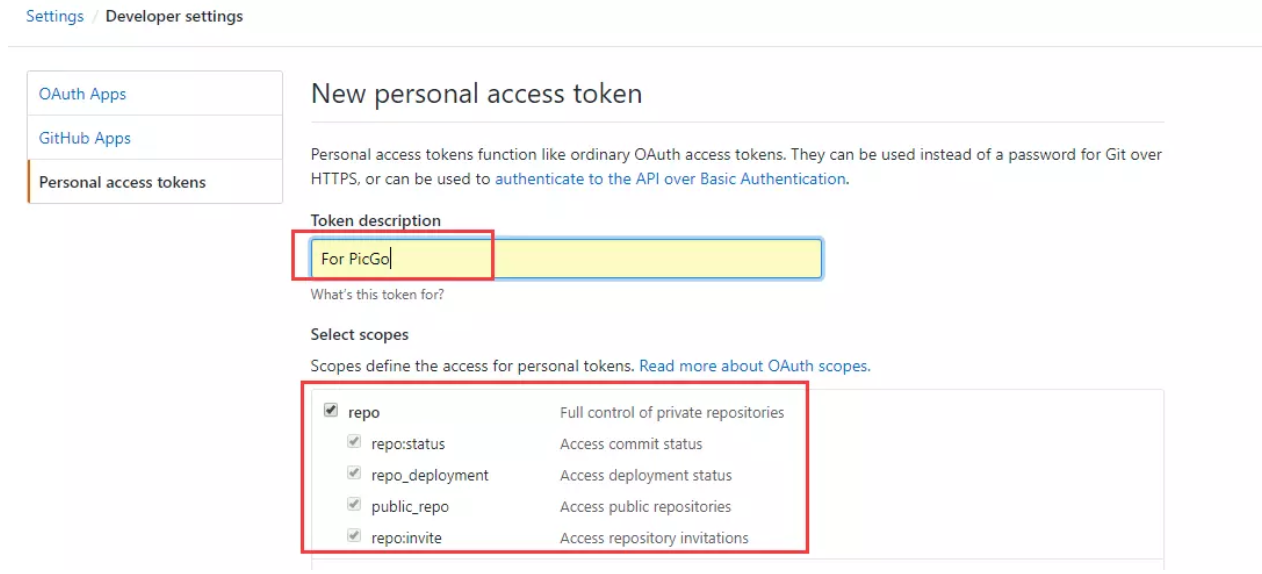 Settings / Developer settings
OAuth Apps
GitHub Apps
Personal access tokens
New personal access token
Personal access tokens function like ordinary OAuth access tokens. They can be used instead of a password for Git over
HTTPS, or can be used to authenticate to the API over Basic Authentication.
Token description
For PicGo
What's this token for?
Select scopes
Scopes define the access for personal tokens. Read more about OAuth scopes.
repo Full control of private repositories
repo:status Access commit status
repo_deployment Access deployment status
public_repo Access public repositories
repo:invite Access repository invitations